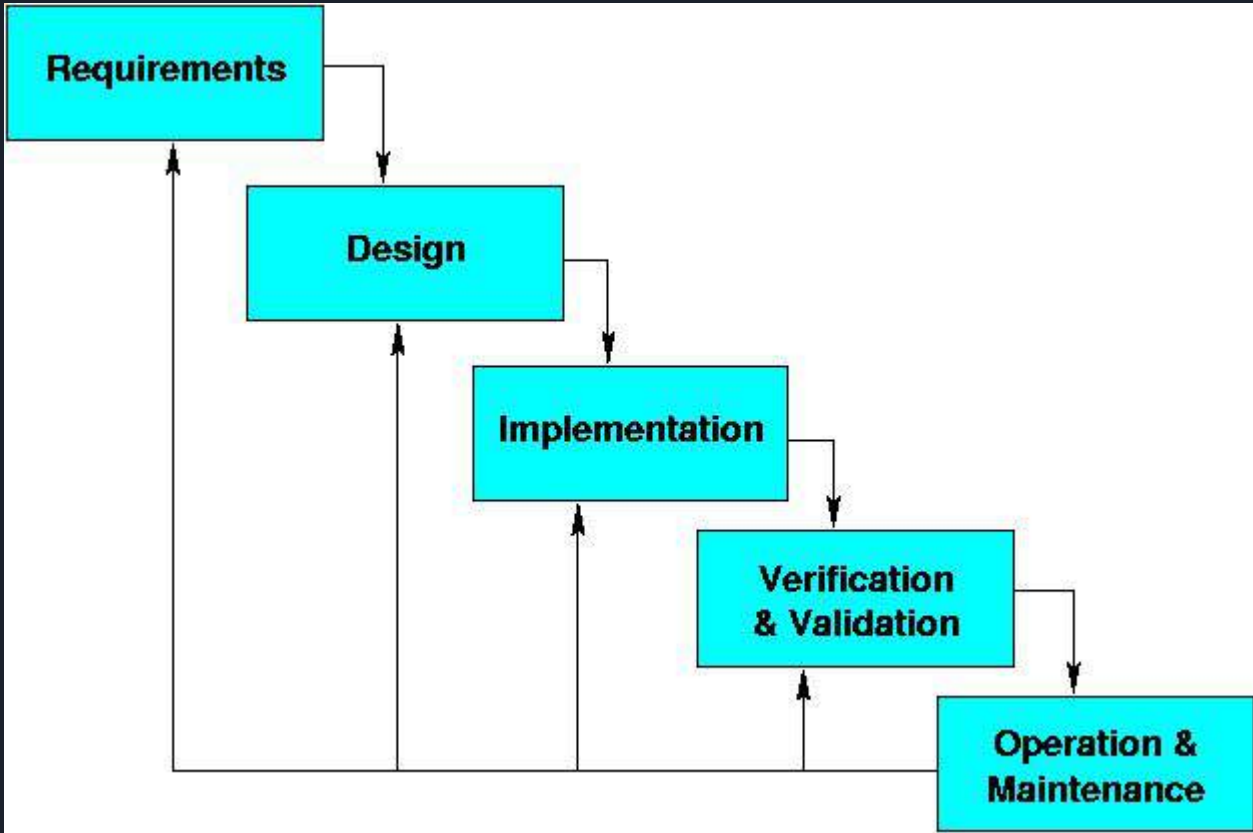 Requirements
Design
Implementation
Verification
& Validation
Operation &
Maintenance